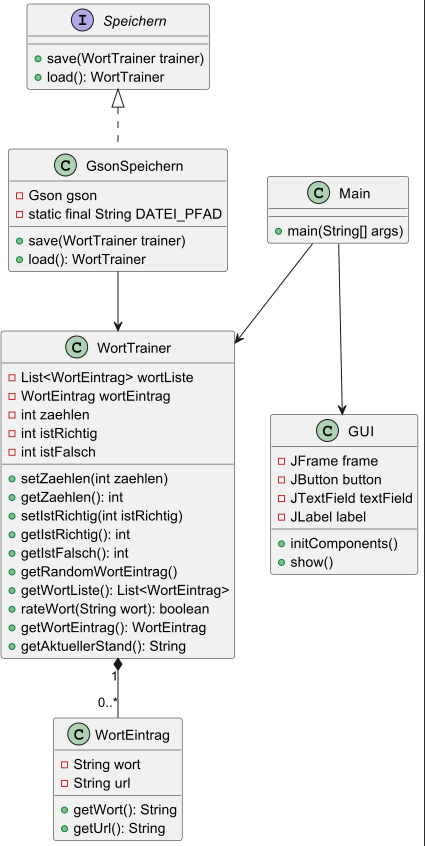 I Speichern
save(WortTrainer trainer)
load(): WortTrainer
C GsonSpeichern
Gson gson
static final String DATEI_PFAD
save(WortTrainer trainer)
load(): WortTrainer
C Main
main(String[] args)
C WortTrainer
List<WortEintrag> wortListe
WortEintrag wortEintrag
int zaehlen
int istRichtig
int istFalsch
setZaehlen(int zaehlen)
getZaehlen(): int
setIstRichtig(int istRichtig)
getIstRichtig(): int
getIstFalsch(): int
getRandomWortEintrag()
getWortListe(): List<WortEintrag>
rateWort(String wort): boolean
getWortEintrag(): WortEintrag
getAktuellerStand(): String
C GUI
JFrame frame
JButton button
JTextField textField
JLabel label
initComponents()
show()
1
0..*
C WortEintrag
String wort
String url
getWort(): String
getUrl(): String